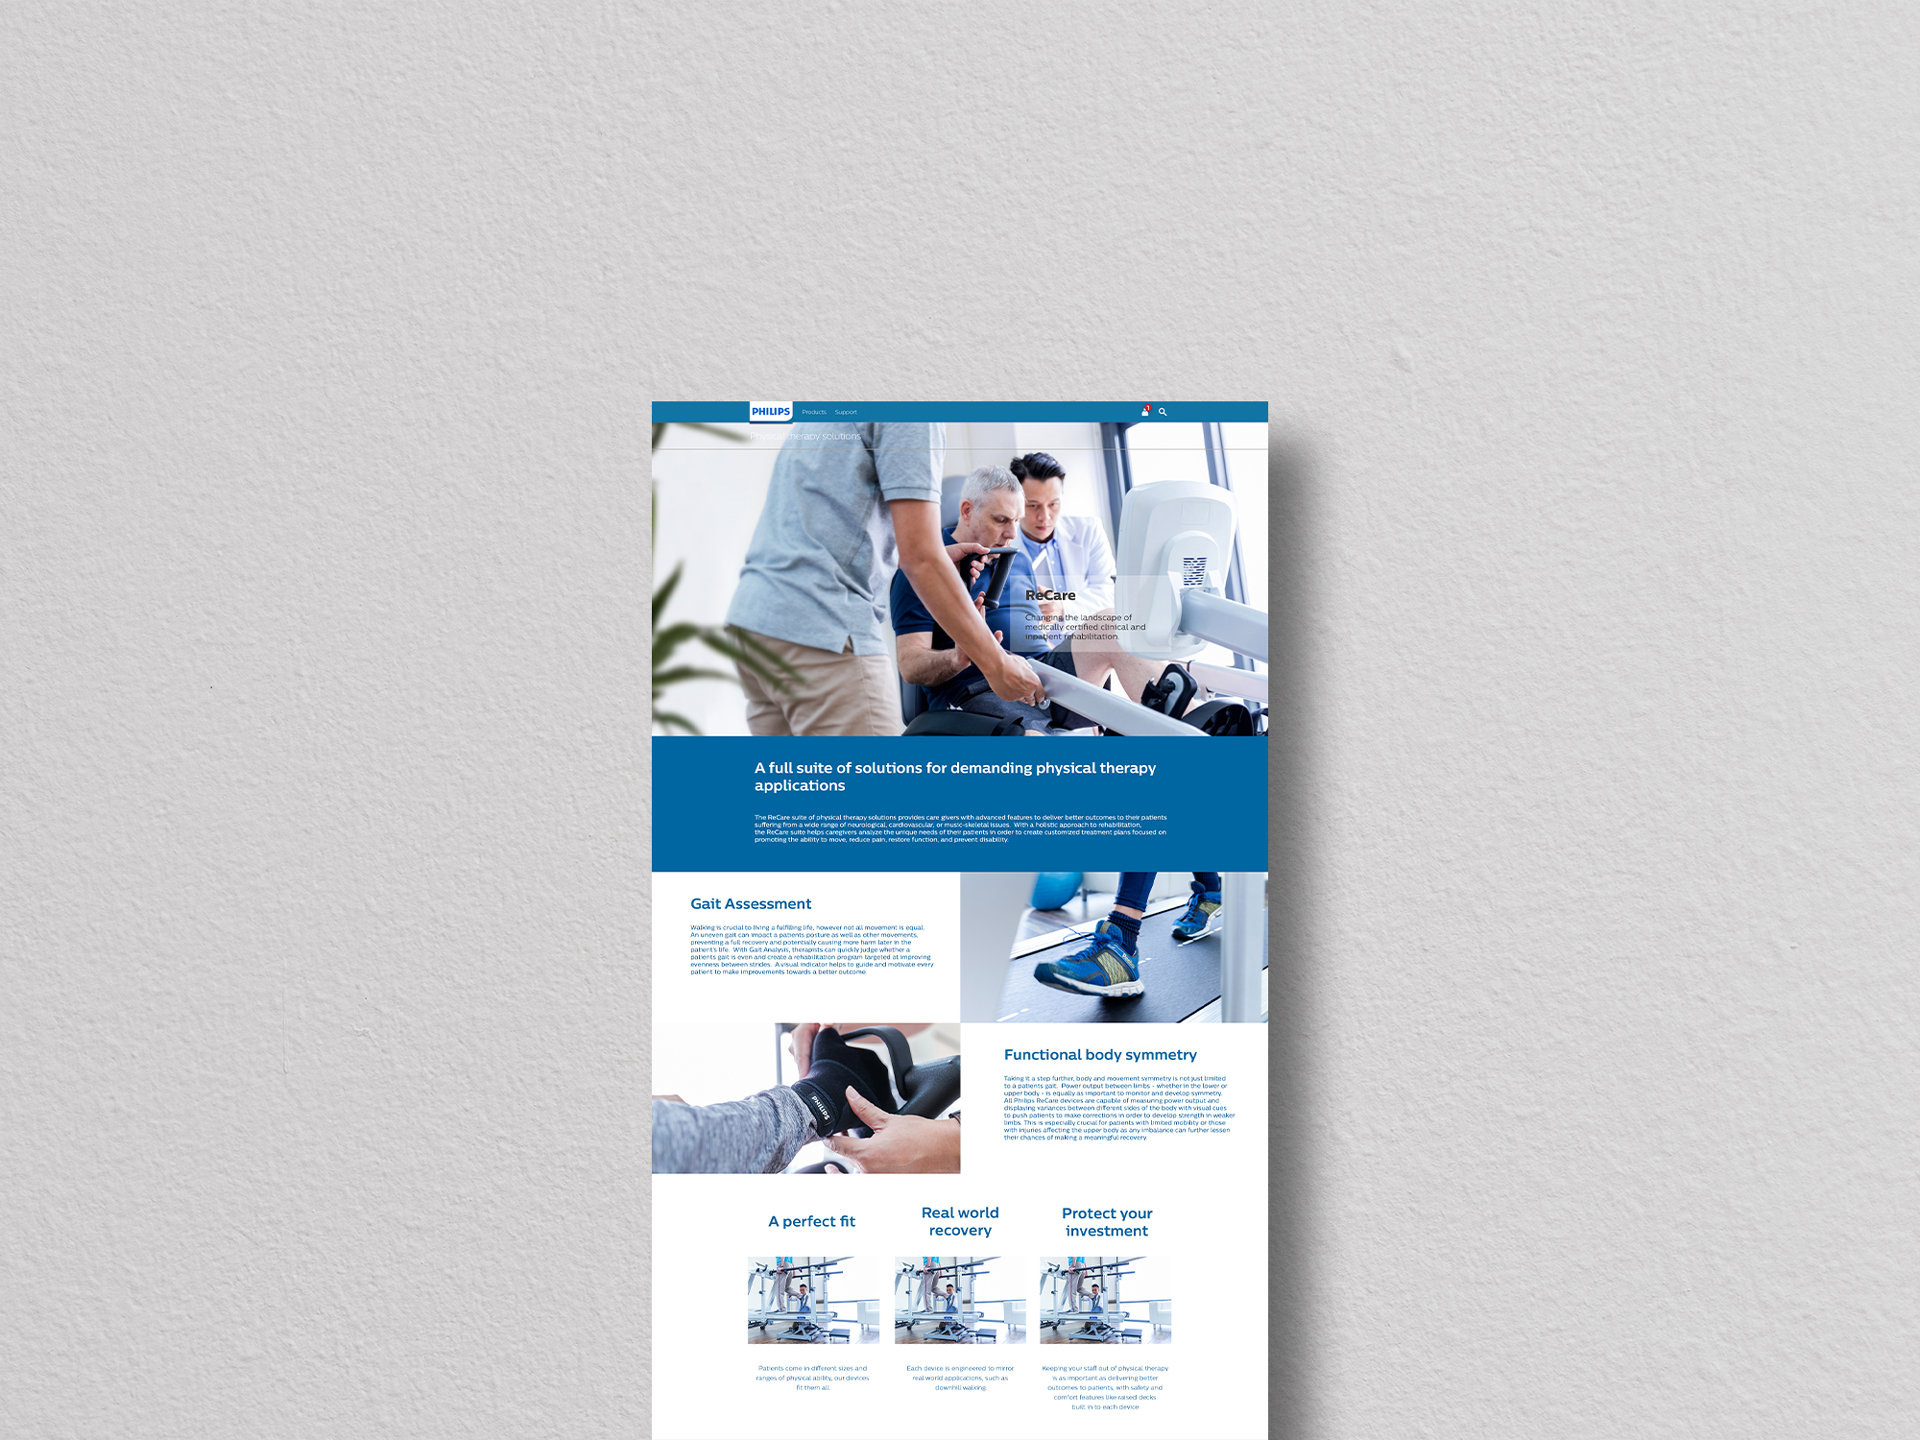 PHILIPS
Products
Support
1
Physical therapy solutions
ReCare
Changing the landscape of
medically certified clinical and
inpatient rehabilitation.
A full suite of solutions for demanding physical therapy
applications
The ReCare suite of physical therapy solutions provides care givers with advanced features to deliver better outcomes to their patients
suffering from a wide range of neurological, cardiovascular, or music-skeletal issues. With a holistic approach to rehabilitation,
the ReCare suite helps caregivers analyze the unique needs of their patients in order to create customized treatment plans focused on
promoting the ability to move, reduce pain, restore function, and prevent disability.
Gait Assessment
Walking is crucial to living a fulfilling life, however not all movement is equal.
An uneven gait can impact a patients posture as well as other movements,
preventing a full recovery and potentially causing more harm later in the
patient's life. With Gait Analysis, therapists can quickly judge whether a
patients gait is even and create a rehabilitation program targeted at improving
evenness between strides. A visual indicator helps to guide and motivate every
patient to make improvements towards a better outcome.
PHILIPS
Functional body symmetry
Taking it a step further, body and movement symmetry is not just limited
to a patients gait. Power output between limbs - whether in the lower or
upper body - is equally as important to monitor and develop symmetry.
All Philips ReCare devices are capable of measuring power output and
displaying variances between different sides of the body with visual cues
to push patients to make corrections in order to develop strength in weaker
limbs. This is especially crucial for patients with limited mobility or those
with injuries affecting the upper body as any imbalance can further lessen
their chances of making a meaningful recovery.
A perfect fit
Patients come in different sizes and
ranges of physical ability, our devices
fit them all.
Real world
recovery
Each device is engineered to mirror
real world applications, such as
downhill walking.
Protect your
investment
Keeping your staff out of physical therapy
is as important as delivering better
outcomes to patients, with safety and
comfort features like raised decks
built in to each device